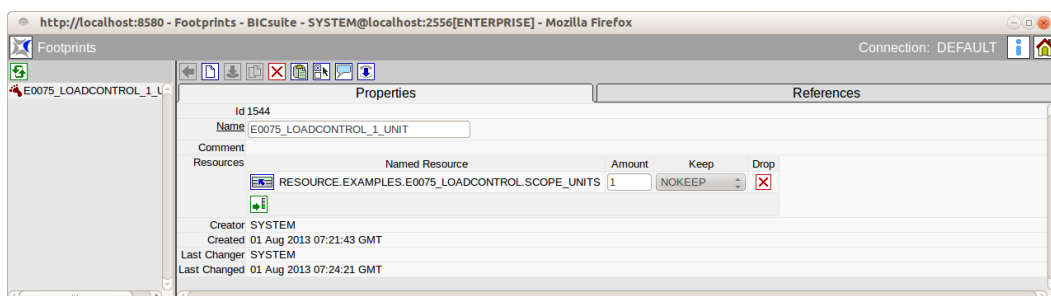 http://localhost:8580 - Footprints - BICsuite - SYSTEM@localhost:2556[ENTERPRISE] - Mozilla Firefox
Footprints
Connection: DEFAULT
E0075_LOADCONTROL_1_U
Properties
References
Id 1544
Name E0075_LOADCONTROL_1_UNIT
Comment
Resources Named Resource Amount Keep Drop
RESOURCE.EXAMPLES.E0075_LOADCONTROL.SCOPE_UNITS 1 NOKEEP
Creator SYSTEM
Created 01 Aug 2013 07:21:43 GMT
Last Changer SYSTEM
Last Changed 01 Aug 2013 07:24:21 GMT